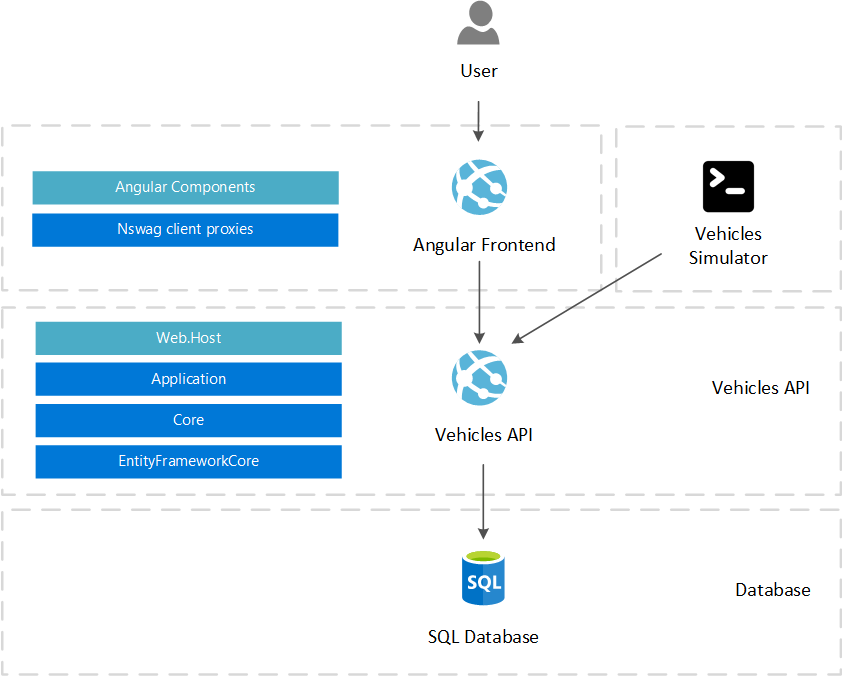 User
Angular Components
Nswag client proxies
Angular Frontend
Vehicles
Simulator
Web.Host
Application
Core
EntityFrameworkCore
Vehicles API
Vehicles API
SQL
SQL Database
Database